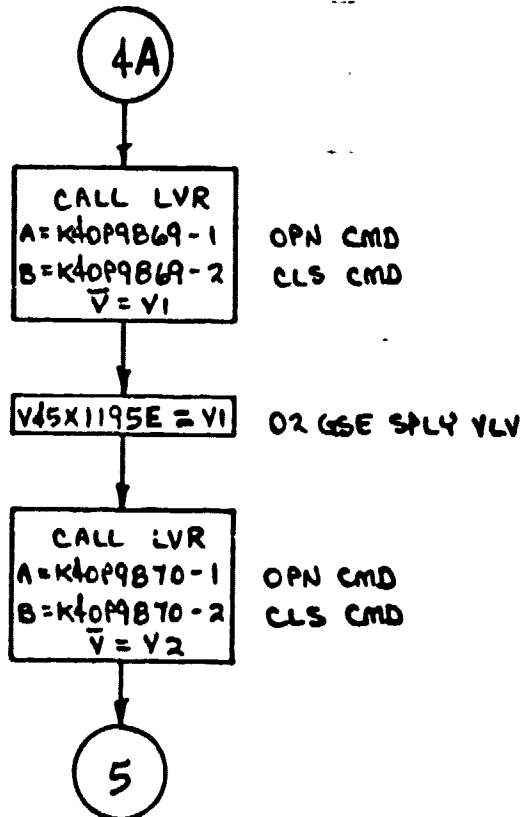 4A
CALL LVR
A = K40P9869-1 OPN CMD
B = K40P9869-2 CLS CMD
V̅ = V1
V45X1195E = V1 O2 GSE SPLY VLV
CALL LVR
A = K40P9870-1 OPN CMD
B = K40P9870-2 CLS CMD
V̅ = V2
5